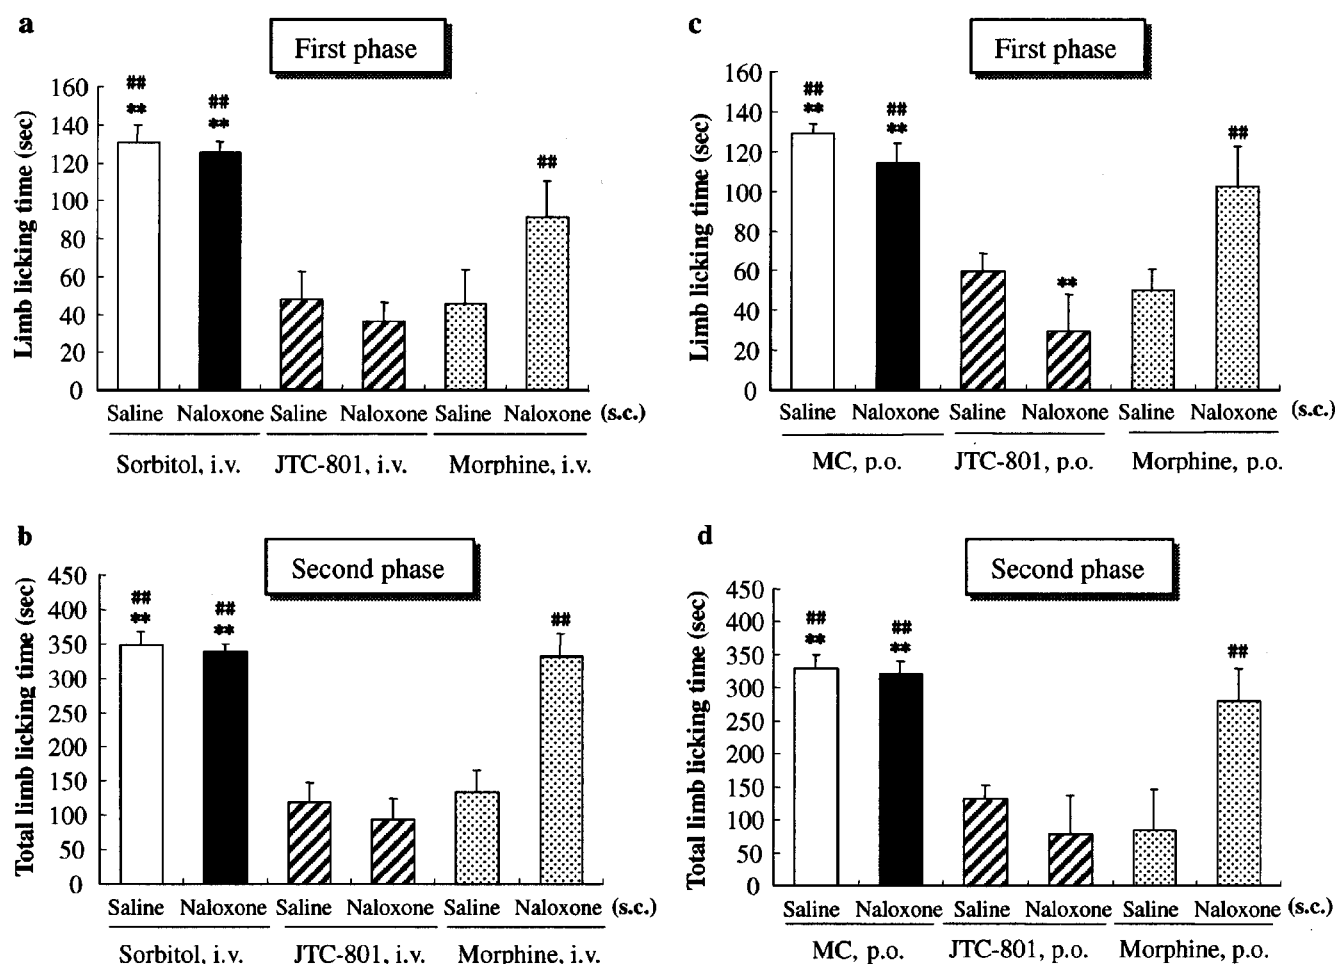 a
First phase
Limb licking time (sec)
160
140
120
100
80
60
40
20
0
##
**
##
**
##
Saline Naloxone Saline Naloxone Saline Naloxone (s.c.)
Sorbitol, i.v. JTC-801, i.v. Morphine, i.v.
c
First phase
Limb licking time (sec)
160
140
120
100
80
60
40
20
0
##
**
##
**
**
##
Saline Naloxone Saline Naloxone Saline Naloxone (s.c.)
MC, p.o. JTC-801, p.o. Morphine, p.o.
b
Second phase
Total limb licking time (sec)
450
400
350
300
250
200
150
100
50
0
##
**
##
**
##
Saline Naloxone Saline Naloxone Saline Naloxone (s.c.)
Sorbitol, i.v. JTC-801, i.v. Morphine, i.v.
d
Second phase
Total limb licking time (sec)
450
400
350
300
250
200
150
100
50
0
##
**
##
**
##
Saline Naloxone Saline Naloxone Saline Naloxone (s.c.)
MC, p.o. JTC-801, p.o. Morphine, p.o.